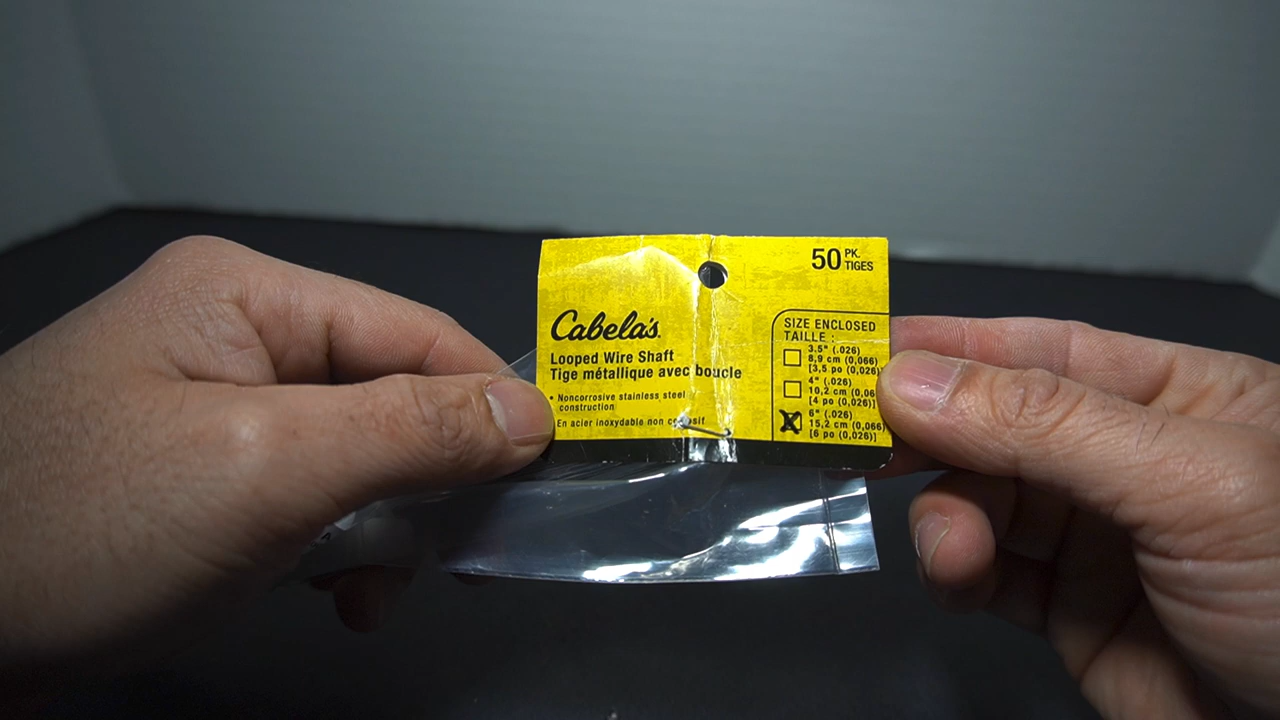 50 PK.
TIGES
Cabela's
Looped Wire Shaft
Tige métallique avec boucle
• Noncorrosive stainless steel
construction
En acier inoxydable non
SIZE ENCLOSED
TAILLE :
3.5" (.026)
8,9 cm (0,066)
[3,5 po (0,026)
4" (.026)
10,2 cm (0,06
[4 po (0,026)]
6" (.026)
15,2 cm (0,066)
[6 po (0,026)]